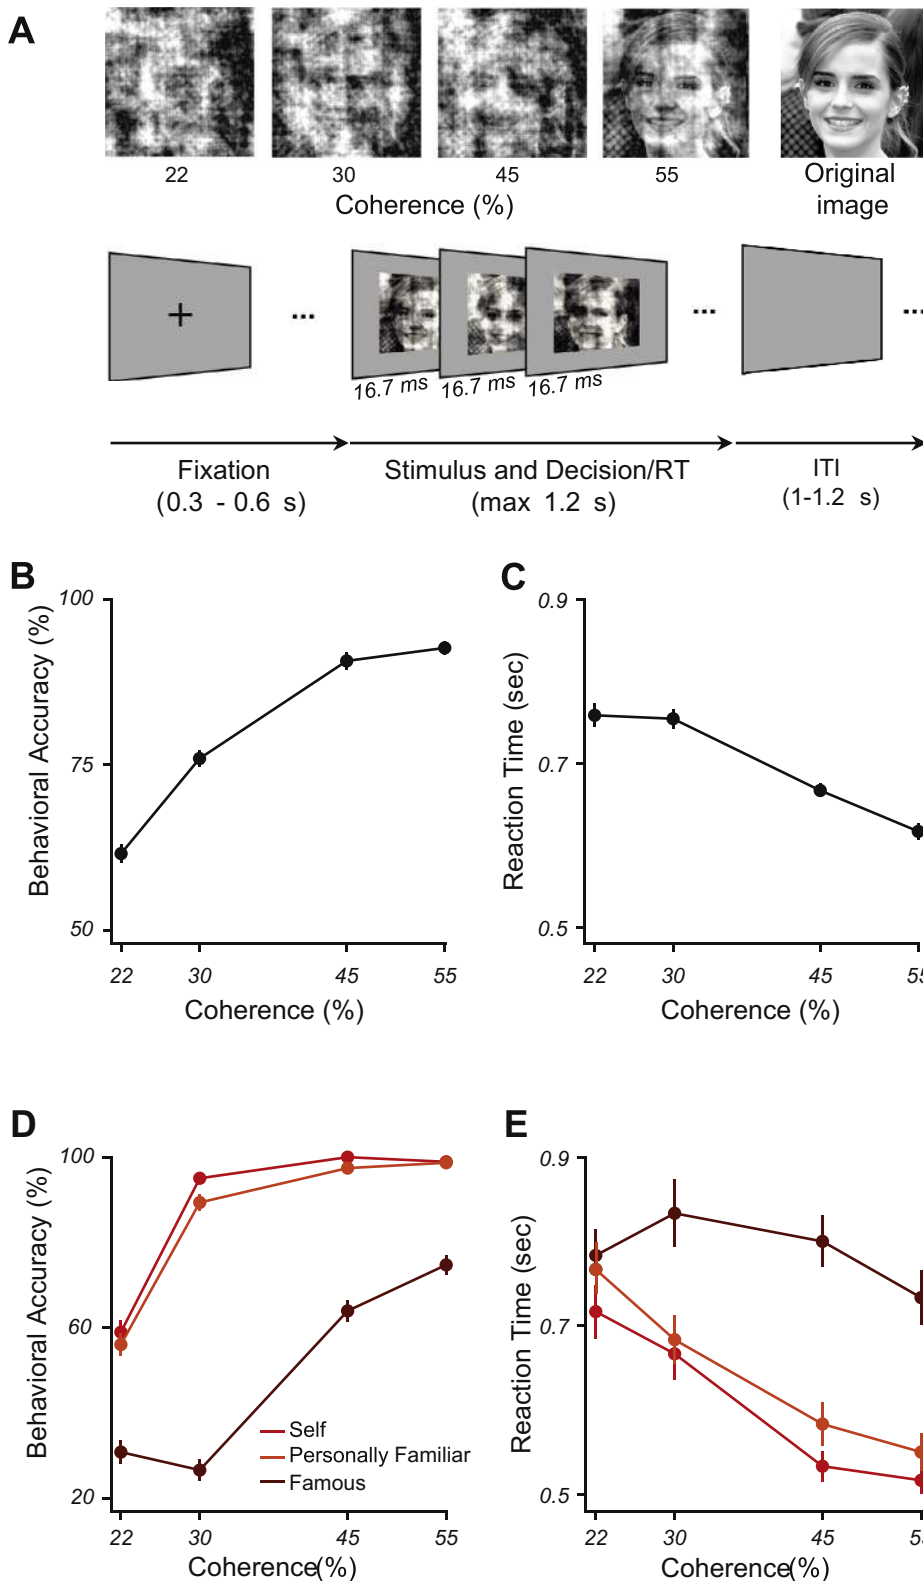 A
22 30 45 55 Original
Coherence (%) image
+
... ... ...
16.7 ms 16.7 ms 16.7 ms
Fixation Stimulus and Decision/RT ITI
(0.3 - 0.6 s) (max 1.2 s) (1-1.2 s)
B
100
75
50
Behavioral Accuracy (%)
22 30 45 55
Coherence (%)
C
0.9
0.7
0.5
Reaction Time (sec)
22 30 45 55
Coherence (%)
D
100
60
20
Behavioral Accuracy (%)
Self
Personally Familiar
Famous
22 30 45 55
Coherence(%)
E
0.9
0.7
0.5
Reaction Time (sec)
22 30 45 5
Coherence(%)